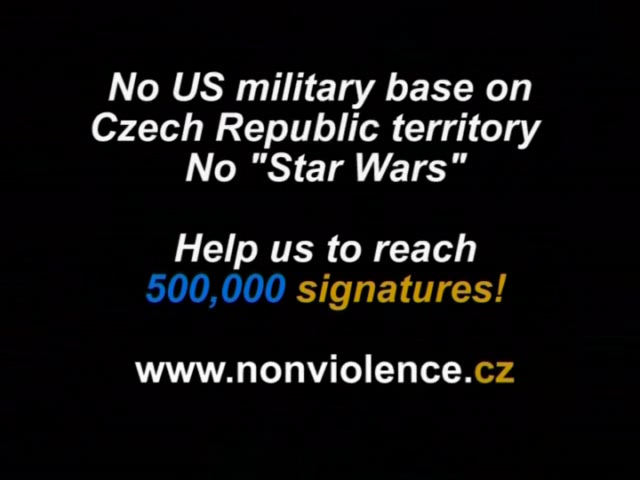 No US military base on
Czech Republic territory
No "Star Wars"
Help us to reach
500,000 signatures!
www.nonviolence.cz